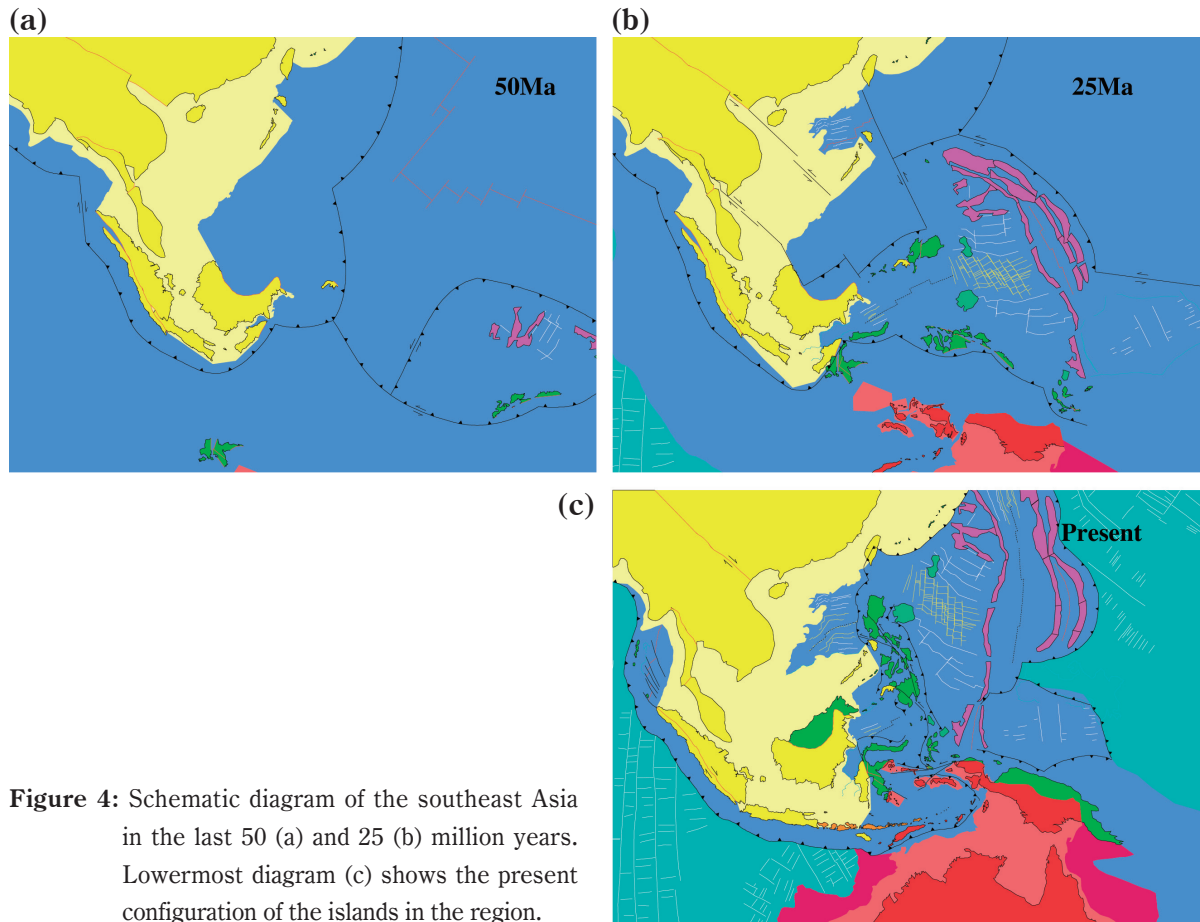 (a)
50Ma
(b)
25Ma
(c)
Present
Figure 4: Schematic diagram of the southeast Asia
in the last 50 (a) and 25 (b) million years.
Lowermost diagram (c) shows the present
configuration of the islands in the region.